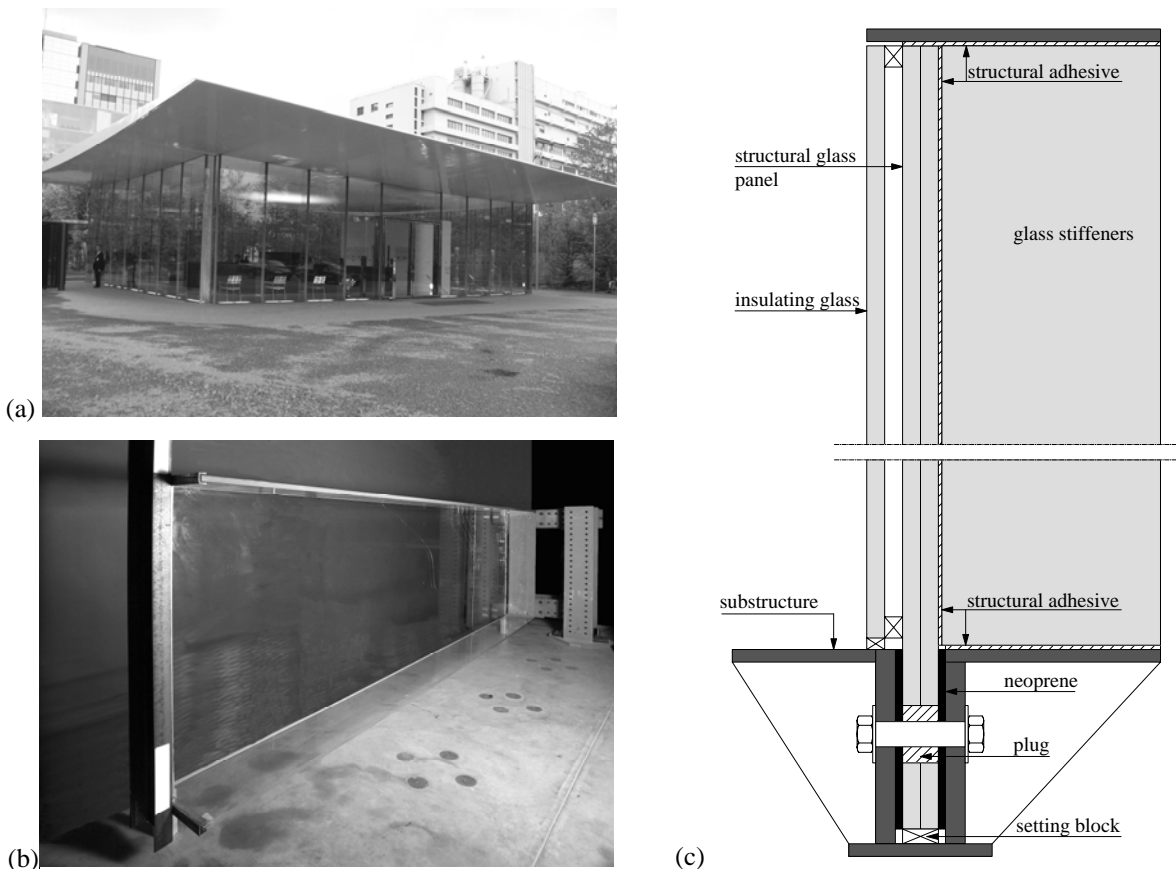 (a)
(b)
structural adhesive
structural glass
panel
glass stiffeners
insulating glass
substructure
structural adhesive
neoprene
plug
setting block
(c)